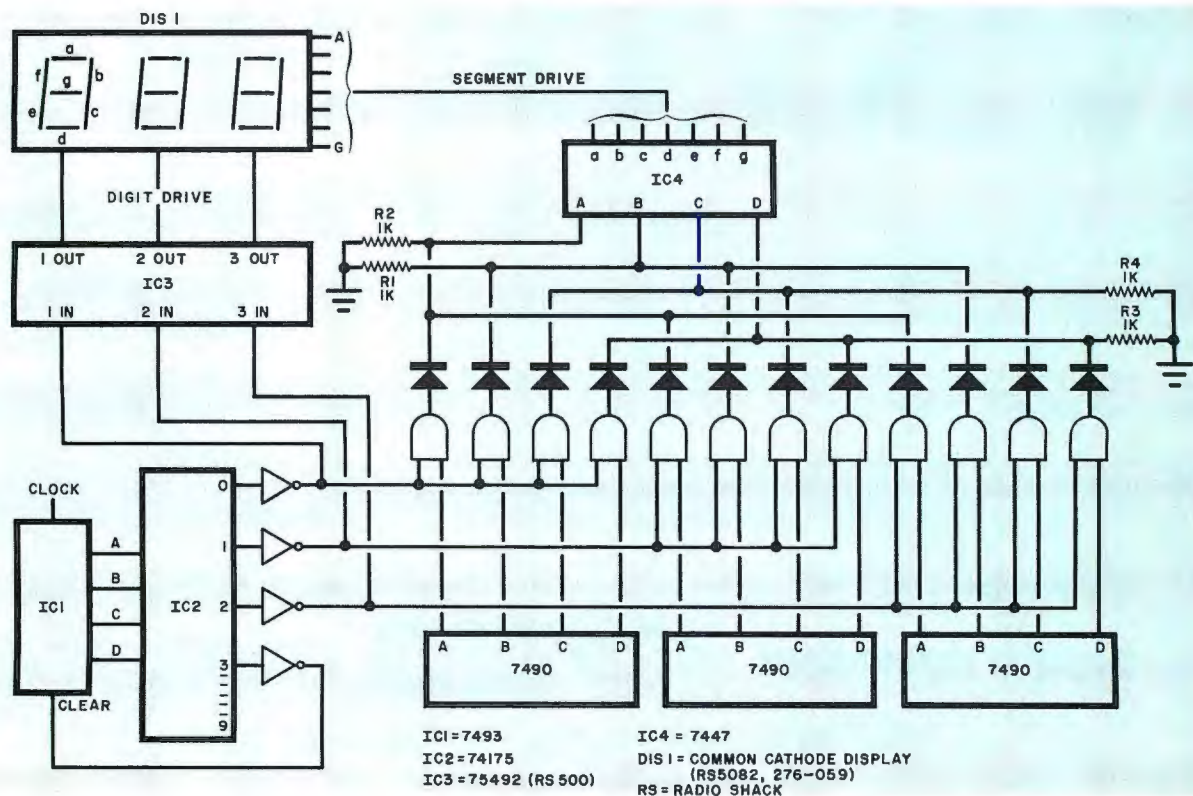 DIS 1
A
a
f
g
b
e
c
d
G
SEGMENT DRIVE
a b c d e f g
IC4
A B C D
DIGIT DRIVE
1 OUT 2 OUT 3 OUT
IC3
1 IN 2 IN 3 IN
R2
1K
R1
1K
R4
1K
R3
1K
CLOCK
IC1
A
B
C
D
CLEAR
IC2
0
1
2
3
9
A B C D
7490
A B C D
7490
A B C D
7490
IC1=7493
IC2=74175
IC3=75492 (RS500)
IC4=7447
DIS 1= COMMON CATHODE DISPLAY
(RS5082, 276-059)
RS=RADIO SHACK